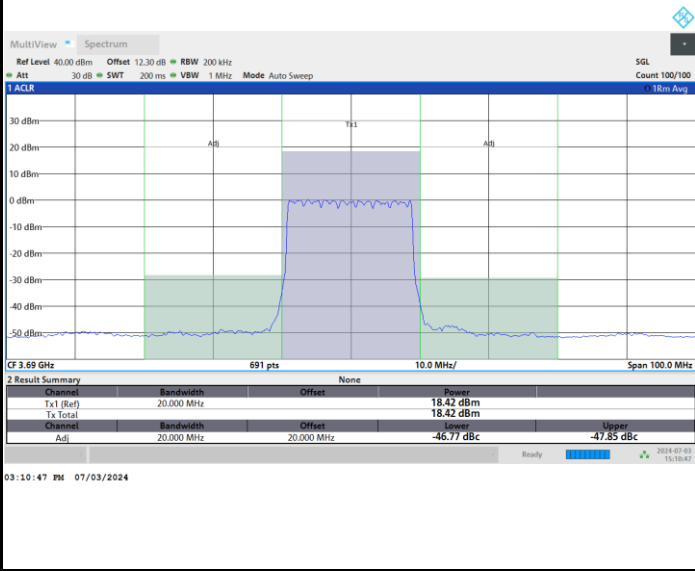 MultiView Spectrum
Ref Level 40.00 dBm Offset 12.30 dB RBW 200 kHz SGL
Att 30 dB SWT 200 ms VBW 1 MHz Mode Auto Sweep Count 100/100
1 ACLR 1Rm Avg
30 dBm
Tx1
20 dBm
Adj Adj
10 dBm
0 dBm
-10 dBm
-20 dBm
-30 dBm
-40 dBm
-50 dBm
CF 3.69 GHz 691 pts 10.0 MHz/ Span 100.0 MHz
2 Result Summary None
Channel Bandwidth Offset Power
Tx1 (Ref) 20.000 MHz 18.42 dBm
Tx Total 18.42 dBm
Channel Bandwidth Offset Lower Upper
Adj 20.000 MHz 20.000 MHz -46.77 dBc -47.85 dBc
Ready 2024-07-03
15:10:47
03:10:47 PM 07/03/2024